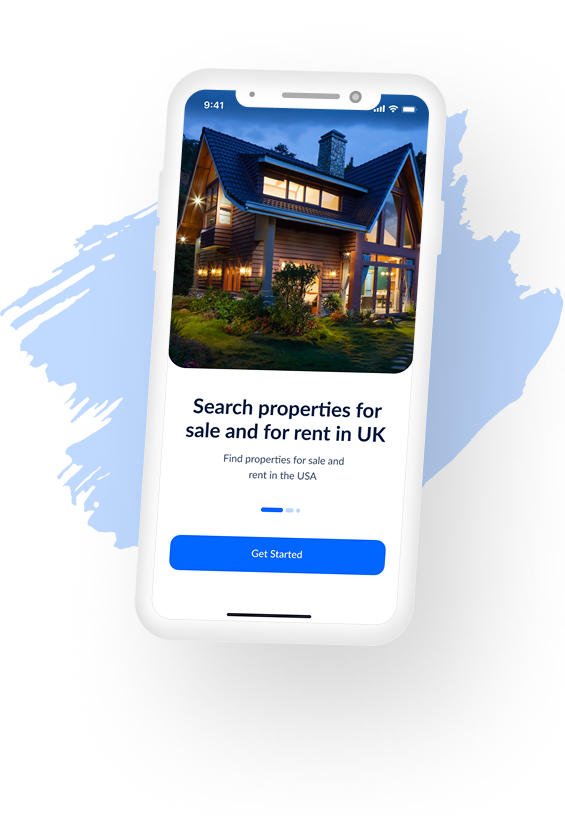 9:41
Search properties for
sale and for rent in UK
Find properties for sale and
rent in the USA
Get Started